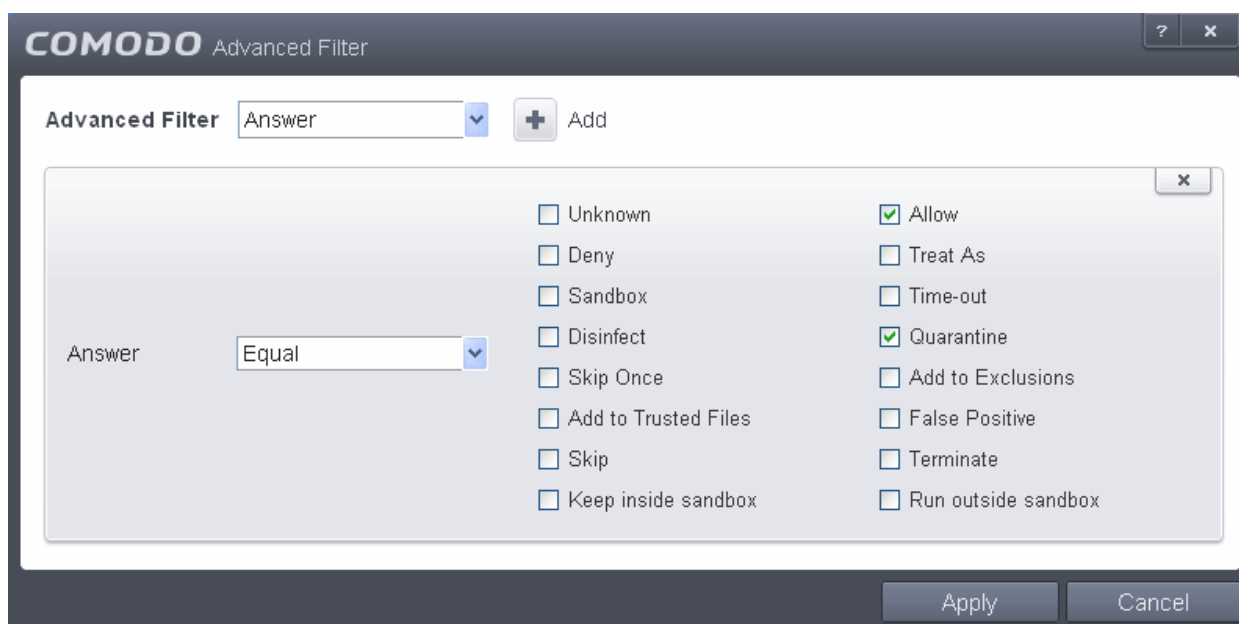 COMODO Advanced Filter ? x
Advanced Filter Answer + Add
x
Unknown Allow
Deny Treat As
Sandbox Time-out
Disinfect Quarantine
Answer Equal
Skip Once Add to Exclusions
Add to Trusted Files False Positive
Skip Terminate
Keep inside sandbox Run outside sandbox
Apply Cancel